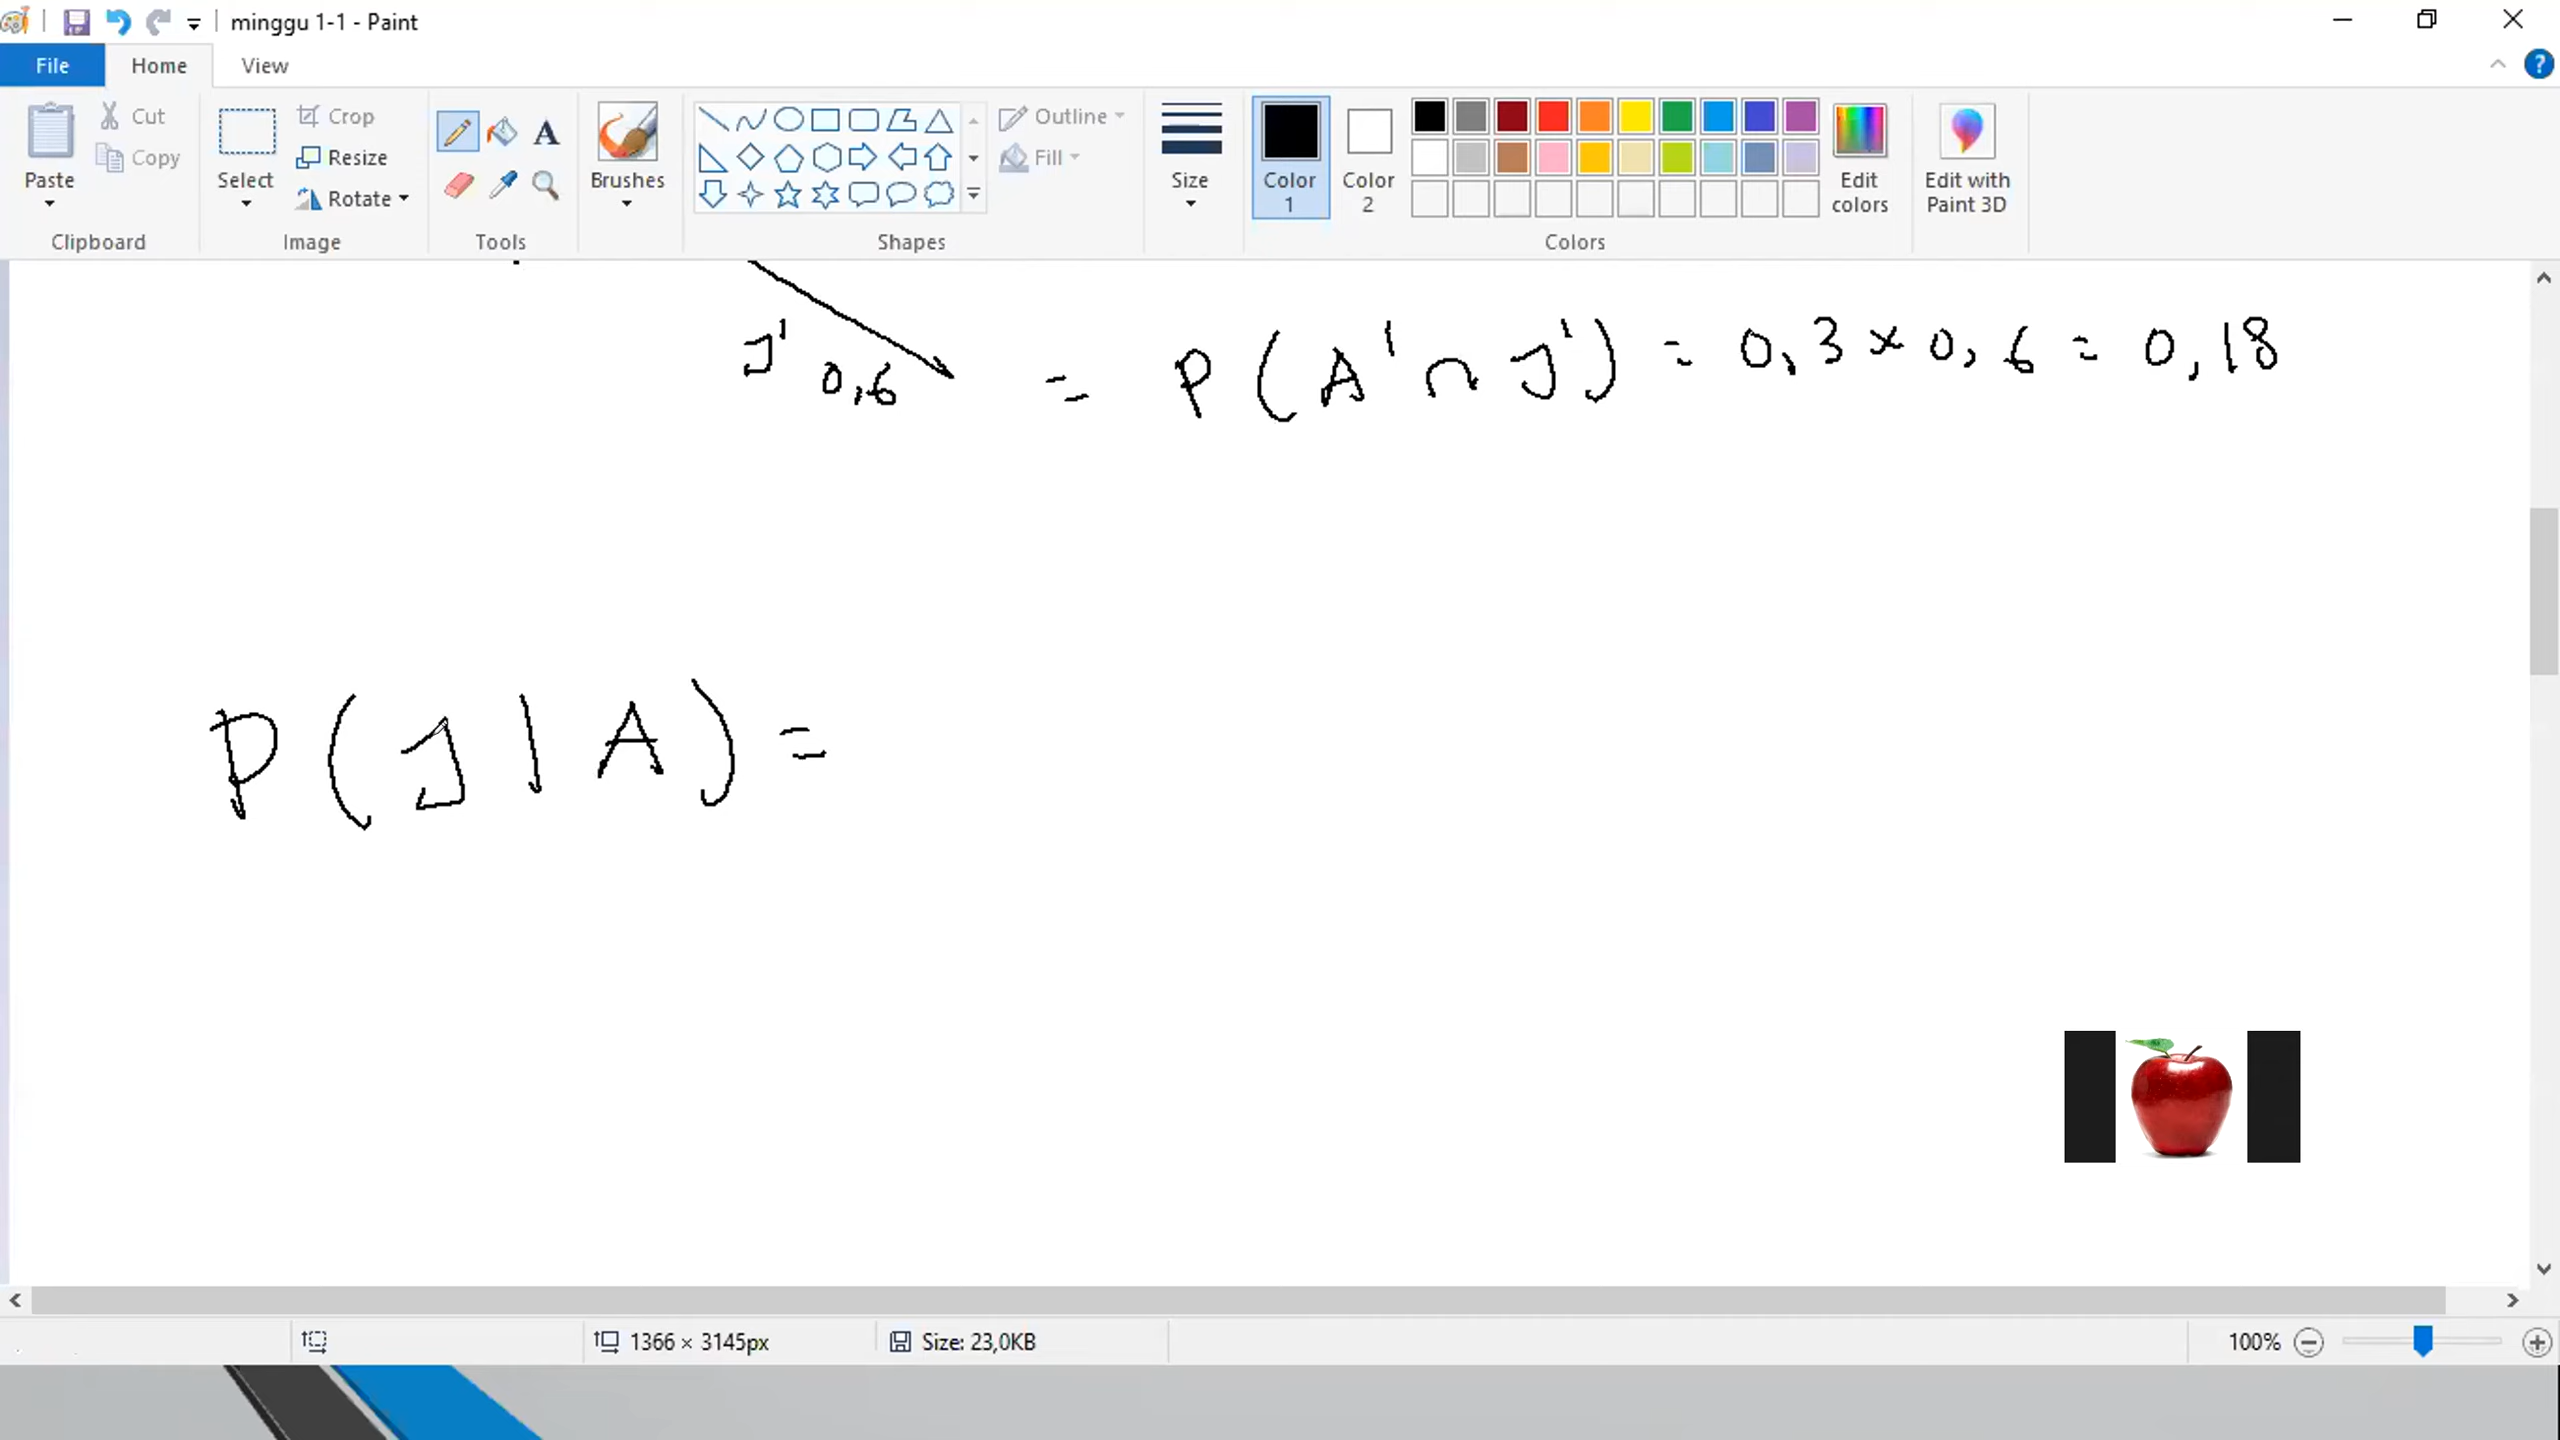 minggu 1-1 - Paint
File Home View
Paste Cut Copy Clipboard
Select Crop Resize Rotate Image
A Tools
Brushes
Shapes Outline Fill
Size
Color 1 Color 2
Edit colors Colors
Edit with Paint 3D
?
J' 0,6 = P(A'∩J') = 0,3 × 0,6 = 0,18
P(J|A) =
1366 × 3145px Size: 23,0KB 100%